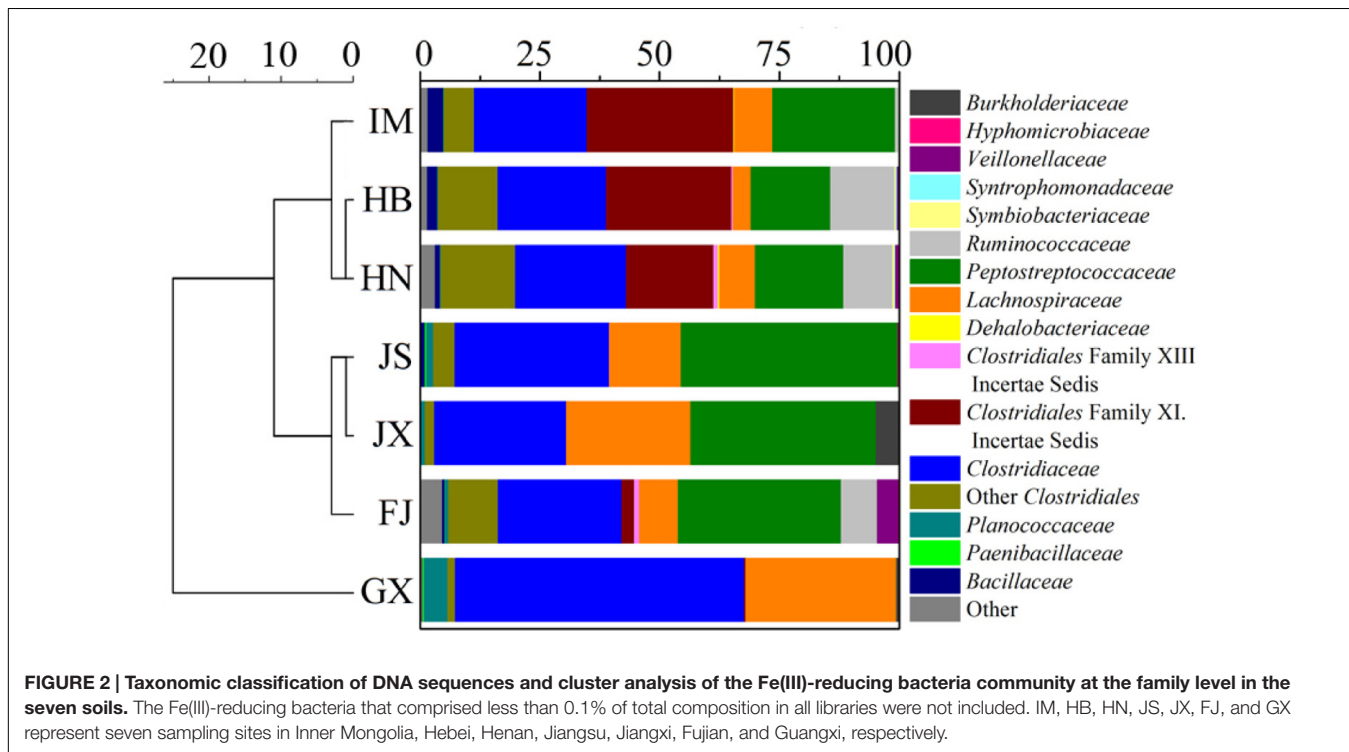 20 10 0 0 25 50 75 100
IM
HB
HN
JS
JX
FJ
GX
Burkholderiaceae
Hyphomicrobiaceae
Veillonellaceae
Syntrophomonadaceae
Symbiobacteriaceae
Ruminococcaceae
Peptostreptococcaceae
Lachnospiraceae
Dehalobacteriaceae
Clostridiales Family XIII
Incertae Sedis
Clostridiales Family XI.
Incertae Sedis
Clostridiaceae
Other Clostridiales
Planococcaceae
Paenibacillaceae
Bacillaceae
Other
FIGURE 2 | Taxonomic classification of DNA sequences and cluster analysis of the Fe(III)-reducing bacteria community at the family level in the
seven soils. The Fe(III)-reducing bacteria that comprised less than 0.1% of total composition in all libraries were not included. IM, HB, HN, JS, JX, FJ, and GX
represent seven sampling sites in Inner Mongolia, Hebei, Henan, Jiangsu, Jiangxi, Fujian, and Guangxi, respectively.